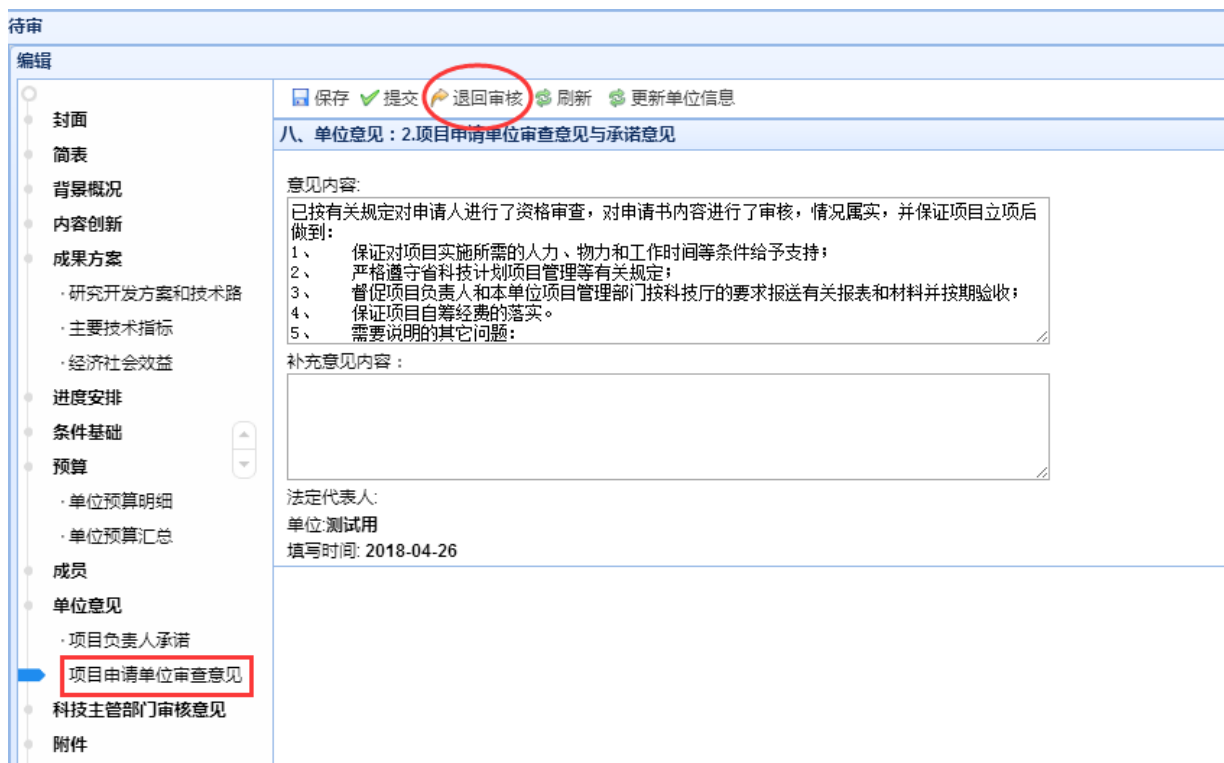 待审
编辑
保存 提交 退回审核 刷新 更新单位信息
八、单位意见：2.项目申请单位审查意见与承诺意见
封面
简表
背景概况
内容创新
成果方案
·研究开发方案和技术路
·主要技术指标
·经济社会效益
进度安排
条件基础
预算
·单位预算明细
·单位预算汇总
成员
单位意见
·项目负责人承诺
项目申请单位审查意见
科技主管部门审核意见
附件
意见内容:
已按有关规定对申请人进行了资格审查，对申请书内容进行了审核，情况属实，并保证项目立项后
做到：
1、 保证对项目实施所需的人力、物力和工作时间等条件给予支持；
2、 严格遵守省科技计划项目管理等有关规定；
3、 督促项目负责人和本单位项目管理部门按科技厅的要求报送有关报表和材料并按期验收；
4、 保证项目自筹经费的落实。
5、 需要说明的其它问题：
补充意见内容：
法定代表人:
单位:测试用
填写时间: 2018-04-26